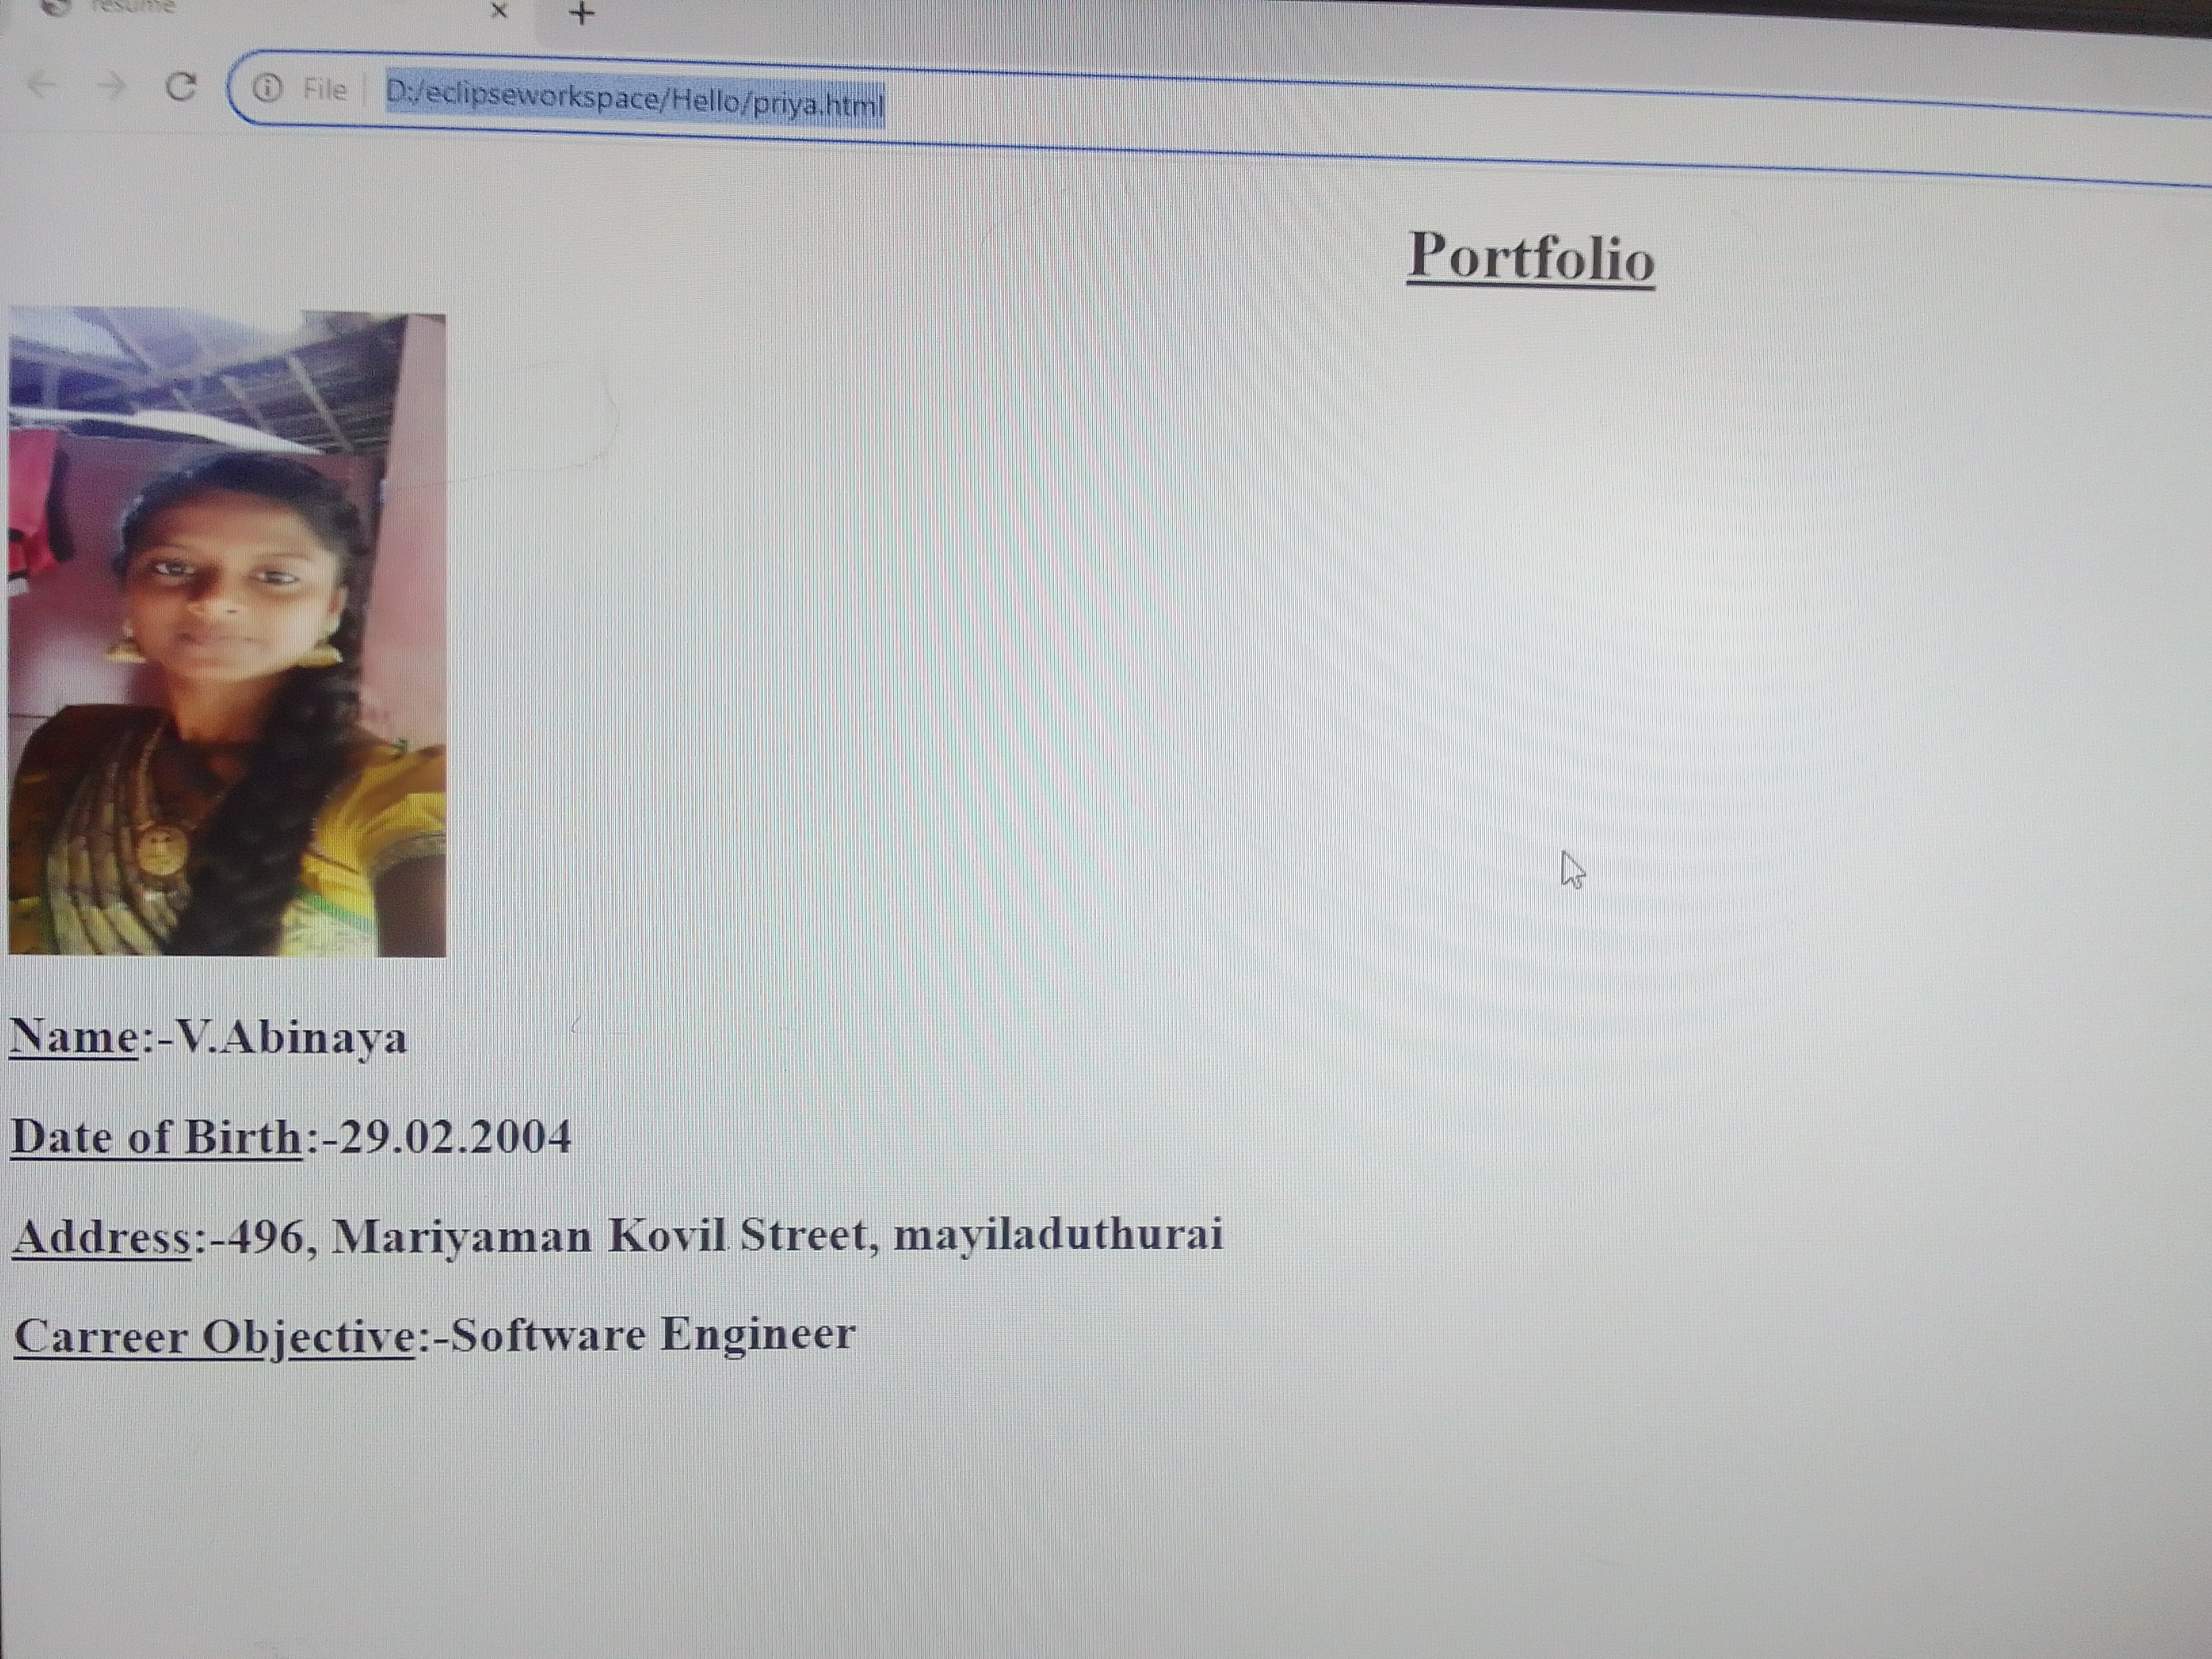 resume
File D:/eclipseworkspace/Hello/priya.html
Portfolio
Name:-V.Abinaya
Date of Birth:-29.02.2004
Address:-496, Mariyaman Kovil Street, mayiladuthurai
Carreer Objective:-Software Engineer